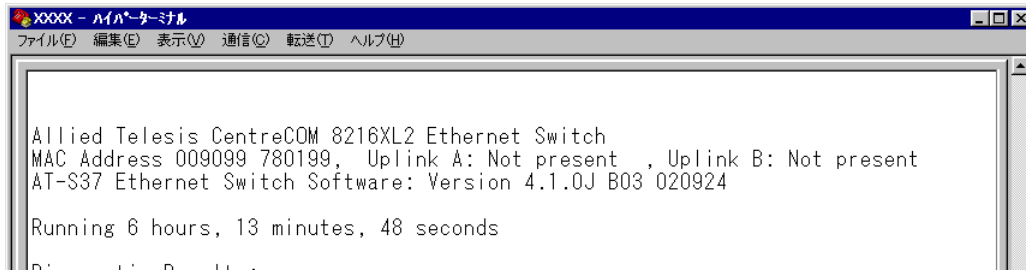 XXXX - ハイパーターミナル
ファイル(F) 編集(E) 表示(V) 通信(C) 転送(T) ヘルプ(H)
Allied Telesis CentreCOM 8216XL2 Ethernet Switch
MAC Address 009099 780199, Uplink A: Not present , Uplink B: Not present
AT-S37 Ethernet Switch Software: Version 4.1.0J B03 020924
Running 6 hours, 13 minutes, 48 seconds